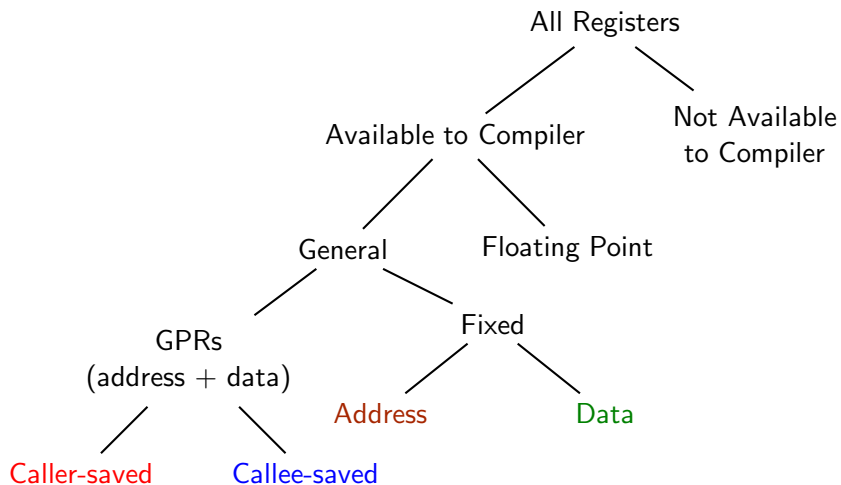 All Registers
Not Available
to Compiler
Available to Compiler
General
Floating Point
GPRs
(address + data)
Fixed
Address
Data
Caller-saved
Callee-saved